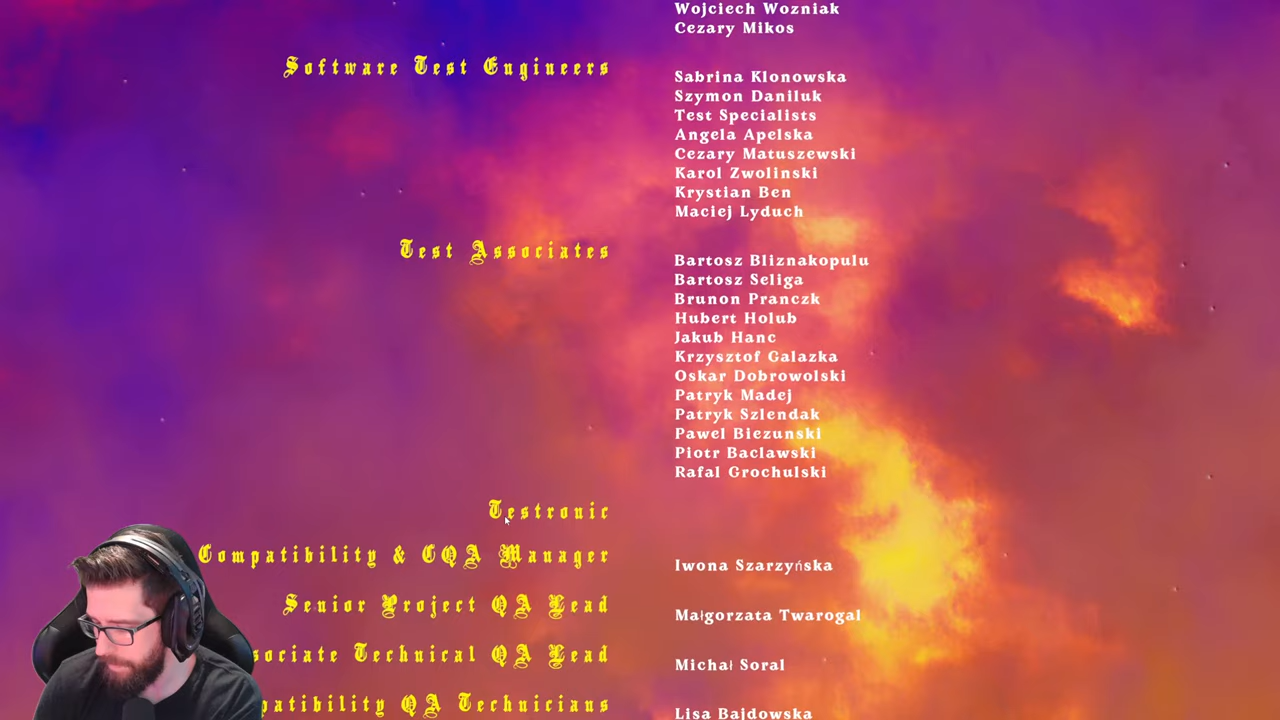 Wojciech Wozniak
Cezary Mikos
Software Test Engineers
Sabrina Klonowska
Szymon Daniluk
Test Specialists
Angela Apelska
Cezary Matuszewski
Karol Zwolinski
Krystian Ben
Maciej Lyduch
Test Associates
Bartosz Bliznakopulu
Bartosz Seliga
Brunon Pranczk
Hubert Holub
Jakub Hanc
Krzysztof Galazka
Oskar Dobrowolski
Patryk Madej
Patryk Szlendak
Pawel Biezunski
Piotr Baclawski
Rafal Grochulski
Testronic
Compatibility & CQA Manager
Iwona Szarzyńska
Senior Project QA Lead
Małgorzata Twarogal
sociate Technical QA Lead
Michał Soral
patibility QA Technicians
Lisa Bajdowska